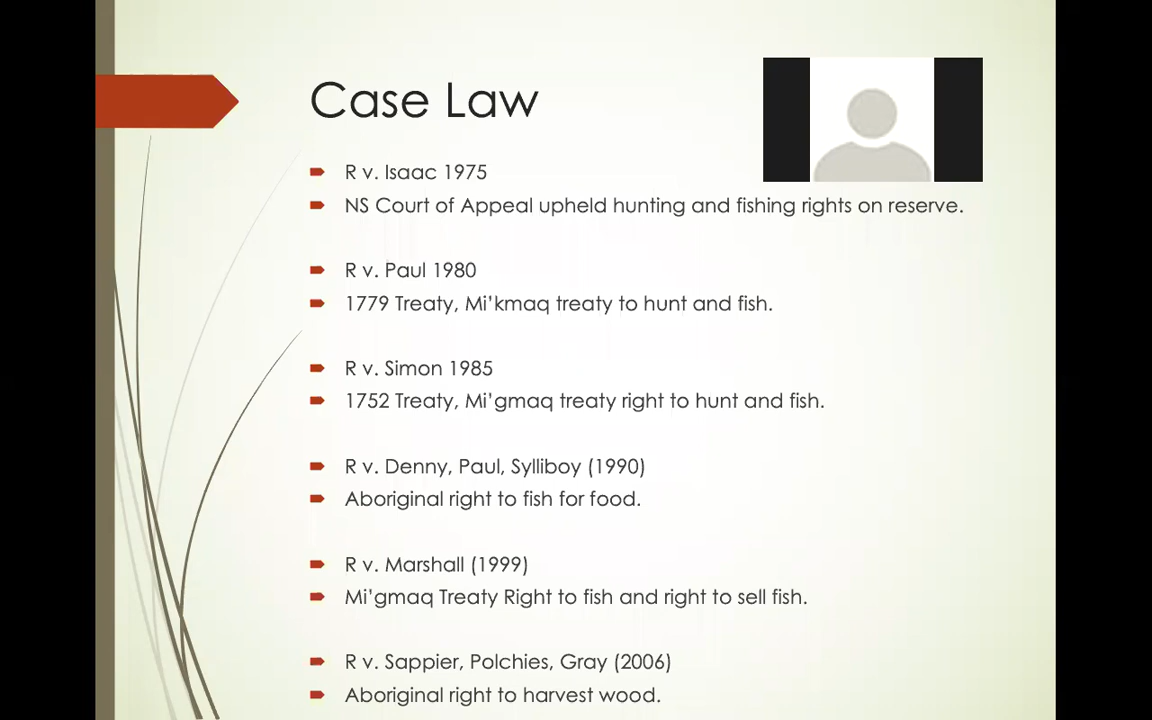 Case Law
R v. Isaac 1975
NS Court of Appeal upheld hunting and fishing rights on reserve.
R v. Paul 1980
1779 Treaty, Mi’kmaq treaty to hunt and fish.
R v. Simon 1985
1752 Treaty, Mi’gmaq treaty right to hunt and fish.
R v. Denny, Paul, Sylliboy (1990)
Aboriginal right to fish for food.
R v. Marshall (1999)
Mi’gmaq Treaty Right to fish and right to sell fish.
R v. Sappier, Polchies, Gray (2006)
Aboriginal right to harvest wood.